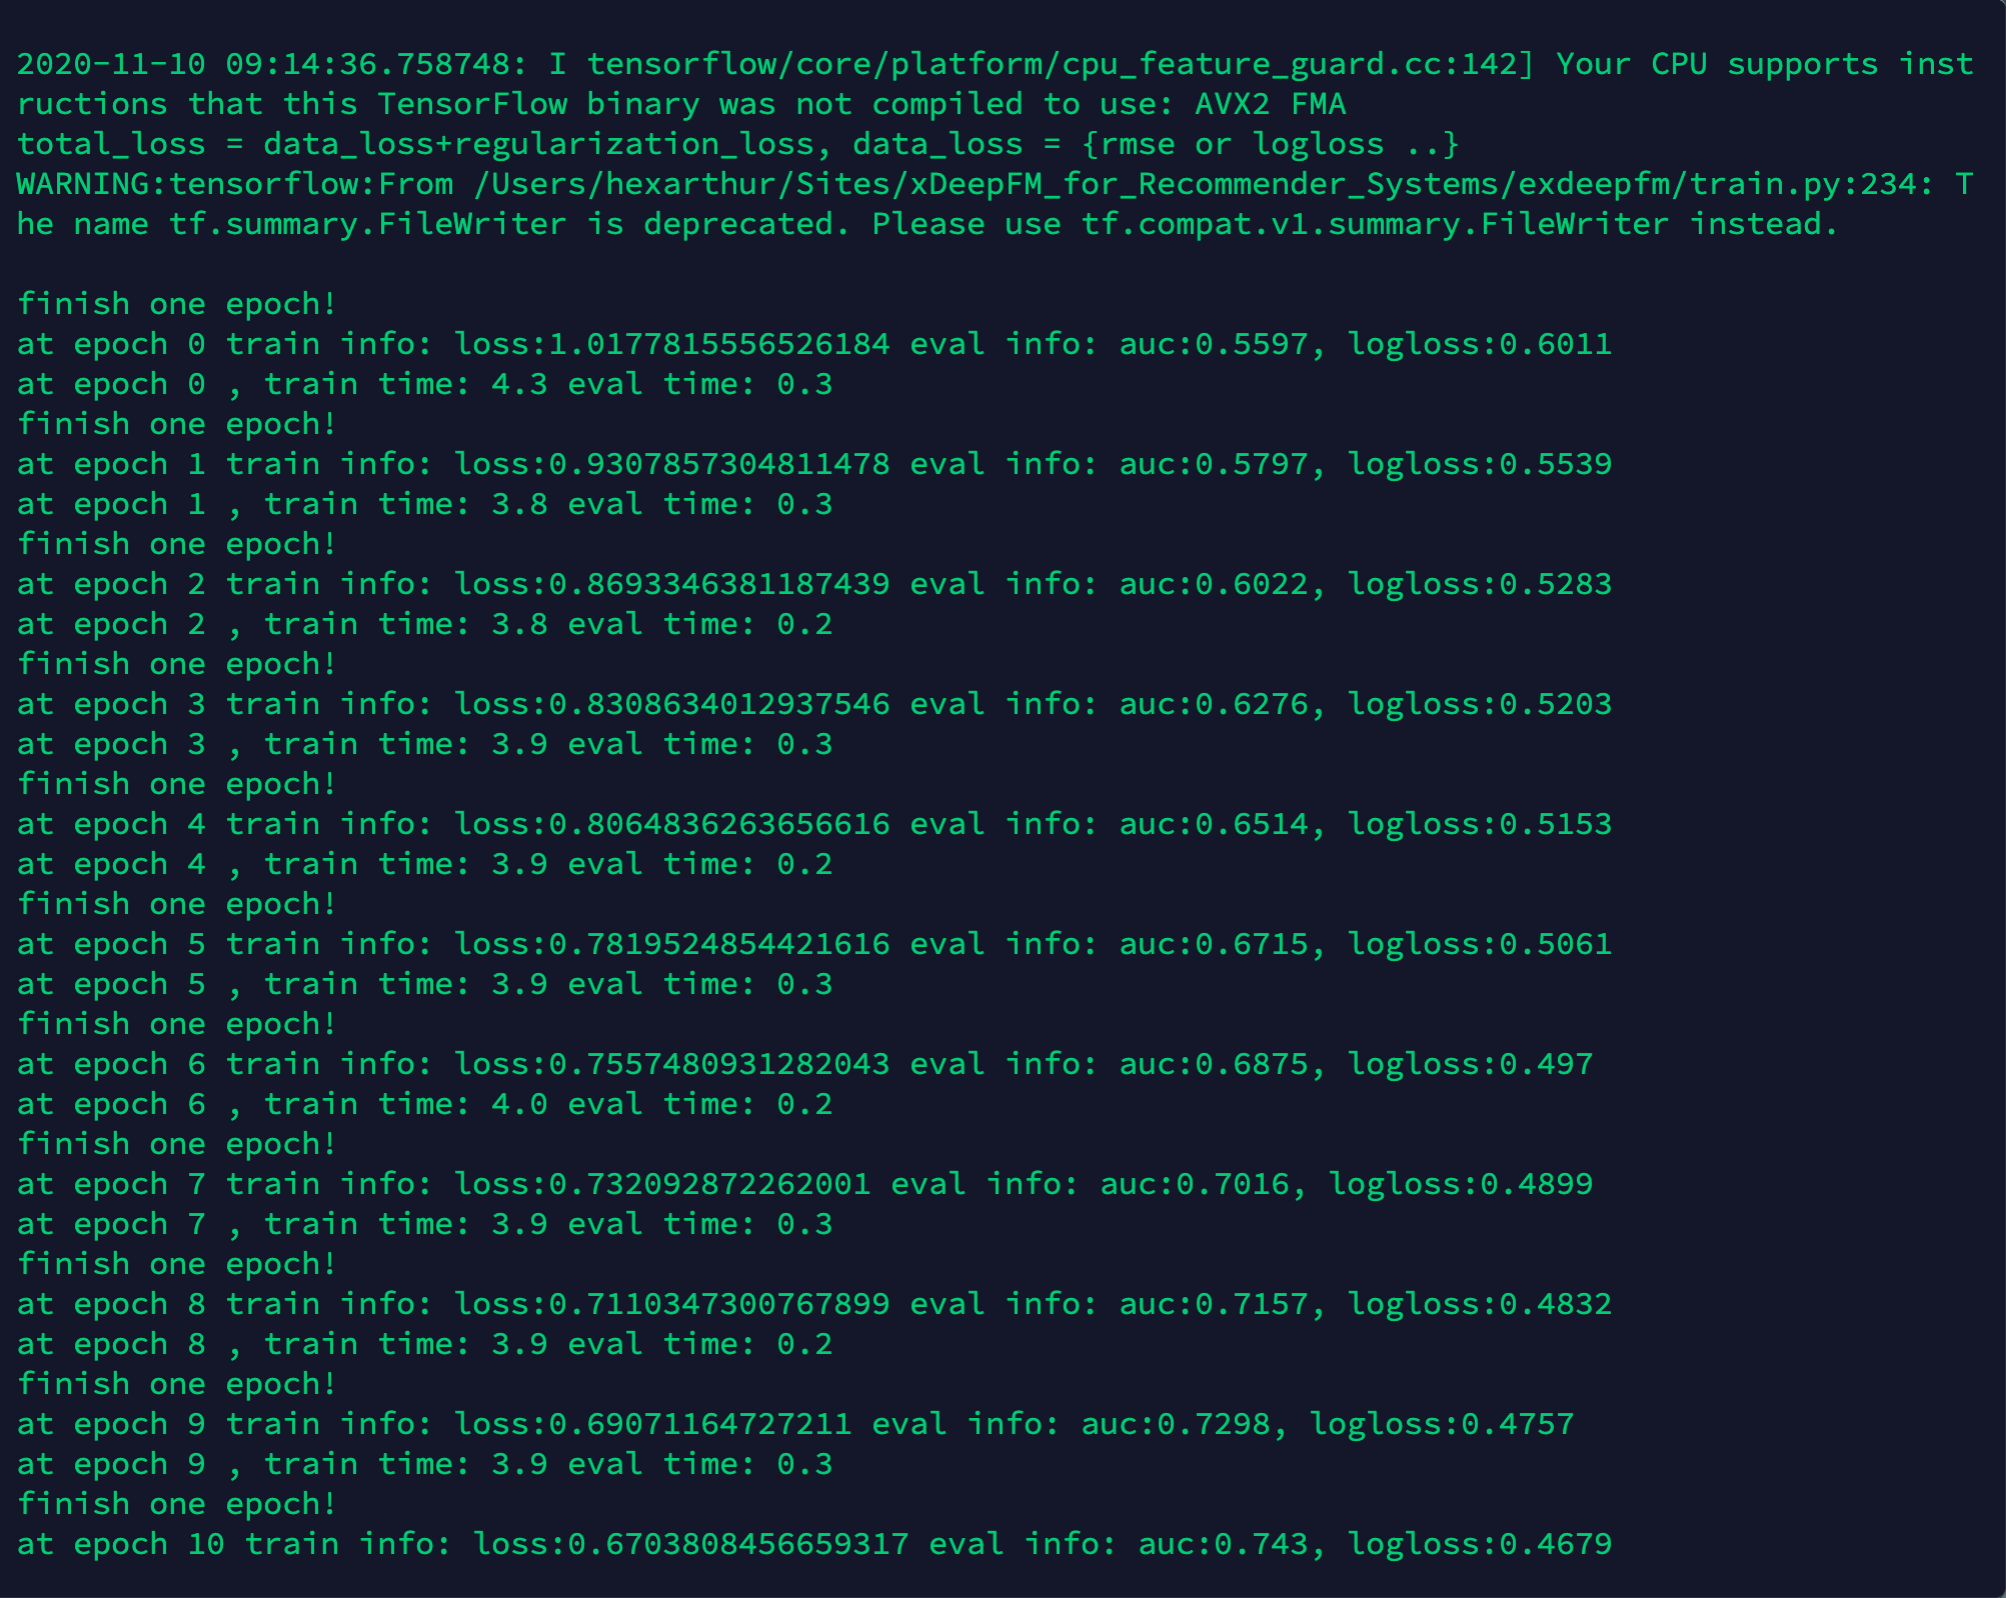 2020-11-10 09:14:36.758748: I tensorflow/core/platform/cpu_feature_guard.cc:142] Your CPU supports inst
ructions that this TensorFlow binary was not compiled to use: AVX2 FMA
total_loss = data_loss+regularization_loss, data_loss = {rmse or logloss ..}
WARNING:tensorflow:From /Users/hexarthur/Sites/xDeepFM_for_Recommender_Systems/exdeepfm/train.py:234: T
he name tf.summary.FileWriter is deprecated. Please use tf.compat.v1.summary.FileWriter instead.

finish one epoch!
at epoch 0 train info: loss:1.0177815556526184 eval info: auc:0.5597, logloss:0.6011
at epoch 0 , train time: 4.3 eval time: 0.3
finish one epoch!
at epoch 1 train info: loss:0.9307857304811478 eval info: auc:0.5797, logloss:0.5539
at epoch 1 , train time: 3.8 eval time: 0.3
finish one epoch!
at epoch 2 train info: loss:0.8693346381187439 eval info: auc:0.6022, logloss:0.5283
at epoch 2 , train time: 3.8 eval time: 0.2
finish one epoch!
at epoch 3 train info: loss:0.8308634012937546 eval info: auc:0.6276, logloss:0.5203
at epoch 3 , train time: 3.9 eval time: 0.3
finish one epoch!
at epoch 4 train info: loss:0.8064836263656616 eval info: auc:0.6514, logloss:0.5153
at epoch 4 , train time: 3.9 eval time: 0.2
finish one epoch!
at epoch 5 train info: loss:0.7819524854421616 eval info: auc:0.6715, logloss:0.5061
at epoch 5 , train time: 3.9 eval time: 0.3
finish one epoch!
at epoch 6 train info: loss:0.7557480931282043 eval info: auc:0.6875, logloss:0.497
at epoch 6 , train time: 4.0 eval time: 0.2
finish one epoch!
at epoch 7 train info: loss:0.732092872262001 eval info: auc:0.7016, logloss:0.4899
at epoch 7 , train time: 3.9 eval time: 0.3
finish one epoch!
at epoch 8 train info: loss:0.7110347300767899 eval info: auc:0.7157, logloss:0.4832
at epoch 8 , train time: 3.9 eval time: 0.2
finish one epoch!
at epoch 9 train info: loss:0.69071164727211 eval info: auc:0.7298, logloss:0.4757
at epoch 9 , train time: 3.9 eval time: 0.3
finish one epoch!
at epoch 10 train info: loss:0.6703808456659317 eval info: auc:0.743, logloss:0.4679